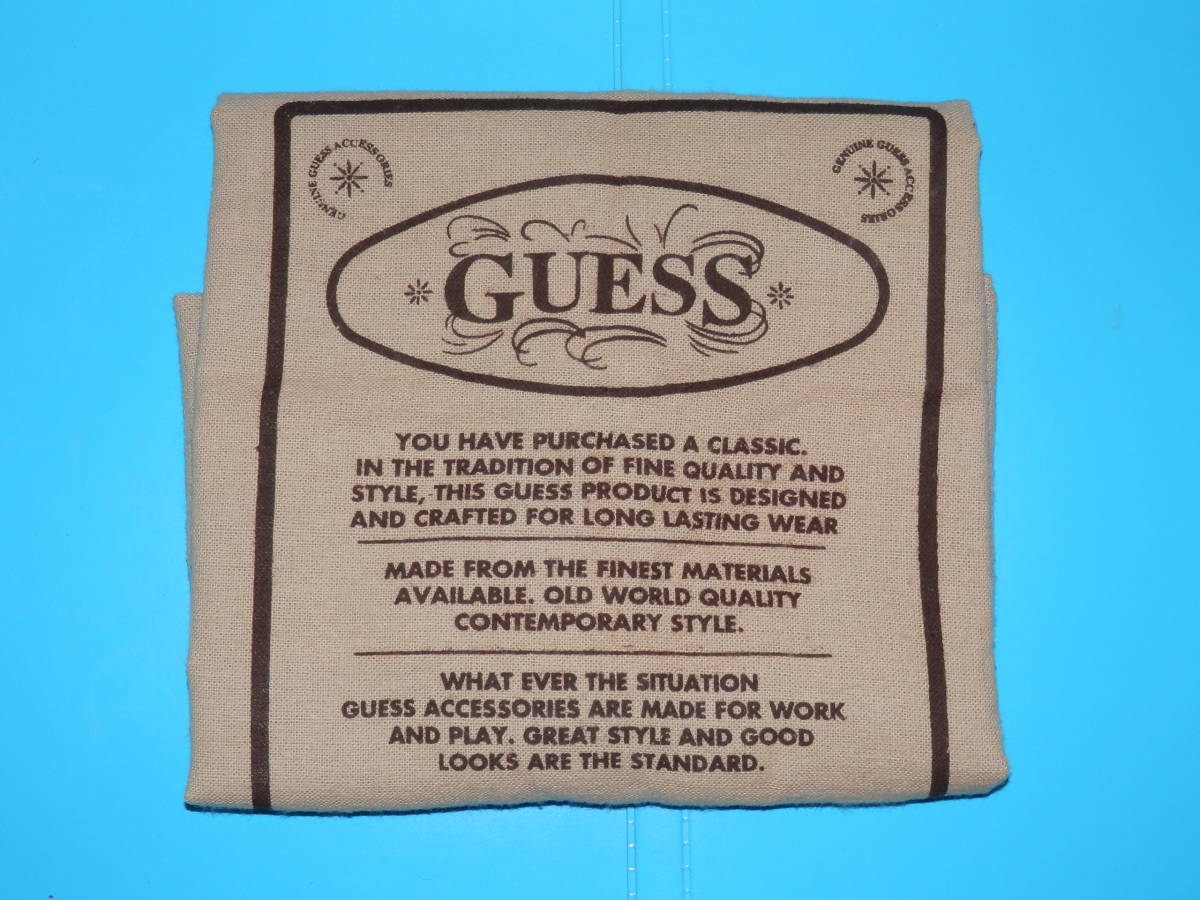 GENUINE GUESS ACCESSORIES
GENUINE GUESS ACCESSORIES
GUESS
YOU HAVE PURCHASED A CLASSIC.
IN THE TRADITION OF FINE QUALITY AND
STYLE, THIS GUESS PRODUCT IS DESIGNED
AND CRAFTED FOR LONG LASTING WEAR
MADE FROM THE FINEST MATERIALS
AVAILABLE. OLD WORLD QUALITY
CONTEMPORARY STYLE.
WHAT EVER THE SITUATION
GUESS ACCESSORIES ARE MADE FOR WORK
AND PLAY. GREAT STYLE AND GOOD
LOOKS ARE THE STANDARD.